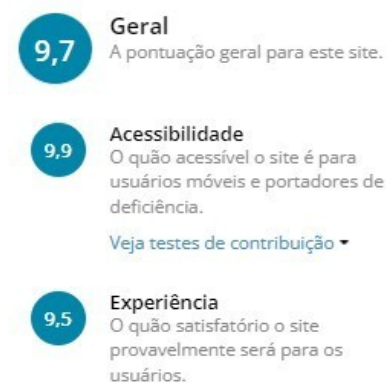 Geral
9,7
A pontuação geral para este site.
Acessibilidade
9,9
O quão acessível o site é para
usuários móveis e portadores de
deficiência.
Veja testes de contribuição
Experiência
9,5
O quão satisfatório o site
provavelmente será para os
usuários.